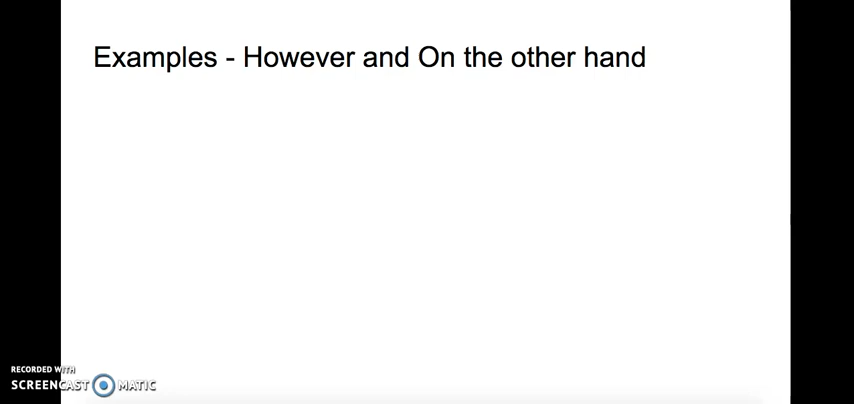 Examples - However and On the other hand
RECORDED WITH
SCREENCAST MATIC